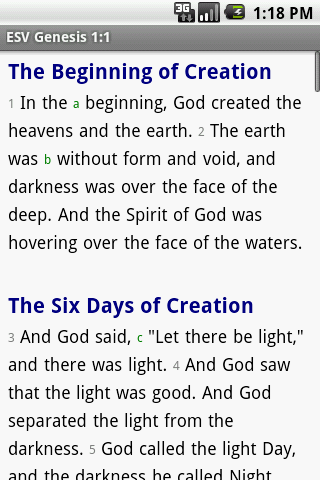 3G 1:18 PM
ESV Genesis 1:1
The Beginning of Creation
1 In the a beginning, God created the
heavens and the earth. 2 The earth
was b without form and void, and
darkness was over the face of the
deep. And the Spirit of God was
hovering over the face of the waters.
The Six Days of Creation
3 And God said, c "Let there be light,"
and there was light. 4 And God saw
that the light was good. And God
separated the light from the
darkness. 5 God called the light Day,
and the darkness he called Night